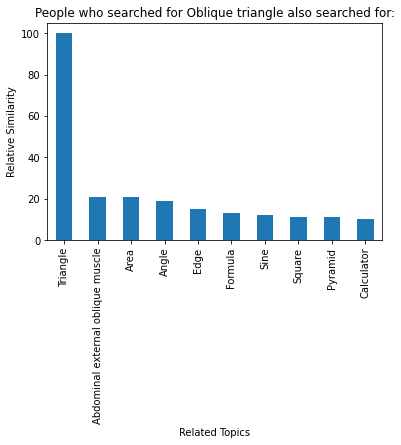 People who searched for Oblique triangle also searched for:
Relative Similarity
100
80
60
40
20
0
Triangle
Abdominal external oblique muscle
Area
Angle
Edge
Formula
Sine
Square
Pyramid
Calculator
Related Topics